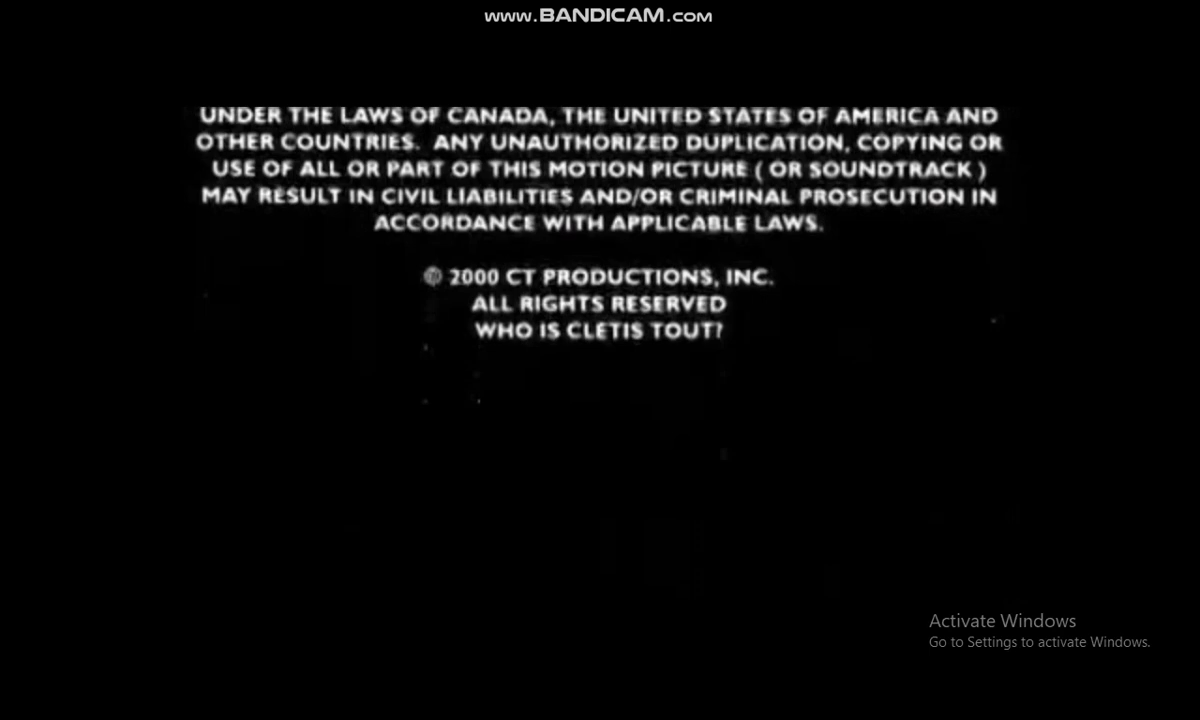 www.BANDICAM.com
UNDER THE LAWS OF CANADA, THE UNITED STATES OF AMERICA AND
OTHER COUNTRIES. ANY UNAUTHORIZED DUPLICATION, COPYING OR
USE OF ALL OR PART OF THIS MOTION PICTURE ( OR SOUNDTRACK )
MAY RESULT IN CIVIL LIABILITIES AND/OR CRIMINAL PROSECUTION IN
ACCORDANCE WITH APPLICABLE LAWS.
© 2000 CT PRODUCTIONS, INC.
ALL RIGHTS RESERVED
WHO IS CLETIS TOUT?
Activate Windows
Go to Settings to activate Windows.